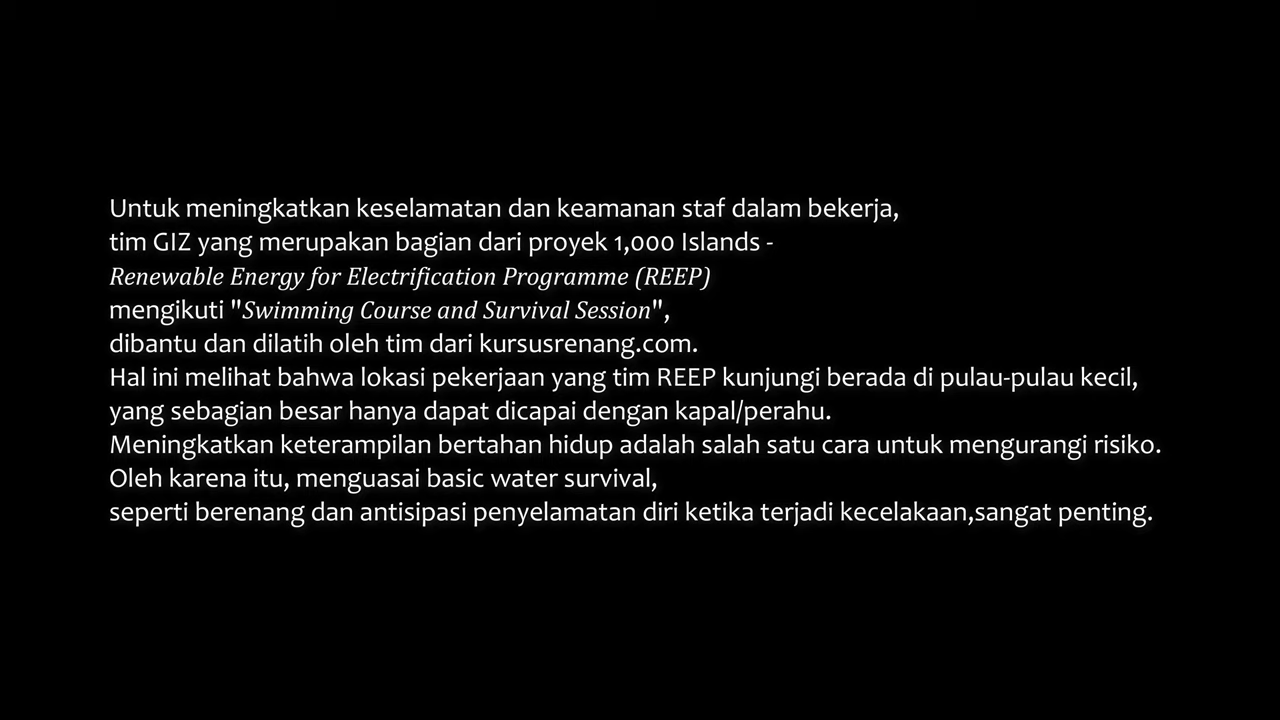 Untuk meningkatkan keselamatan dan keamanan staf dalam bekerja,
tim GIZ yang merupakan bagian dari proyek 1,000 Islands -
Renewable Energy for Electrification Programme (REEP)
mengikuti "Swimming Course and Survival Session",
dibantu dan dilatih oleh tim dari kursusrenang.com.
Hal ini melihat bahwa lokasi pekerjaan yang tim REEP kunjungi berada di pulau-pulau kecil,
yang sebagian besar hanya dapat dicapai dengan kapal/perahu.
Meningkatkan keterampilan bertahan hidup adalah salah satu cara untuk mengurangi risiko.
Oleh karena itu, menguasai basic water survival,
seperti berenang dan antisipasi penyelamatan diri ketika terjadi kecelakaan,sangat penting.